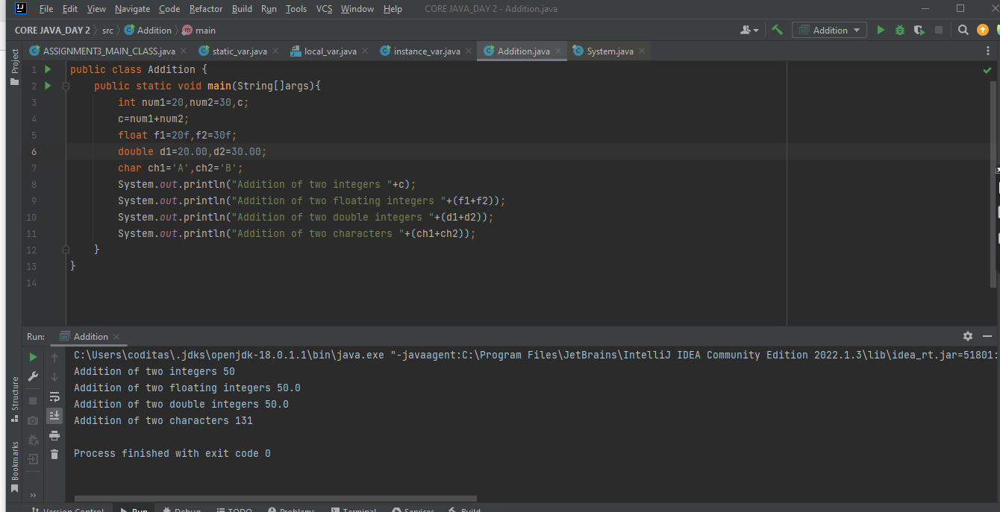 File Edit View Navigate Code Refactor Build Run Tools VCS Window Help CORE JAVA_DAY 2 - Addition.java
CORE JAVA_DAY 2 src Addition main Addition
Project
ASSIGNMENT3_MAIN_CLASS.java static_var.java local_var.java instance_var.java Addition.java System.java
1 public class Addition {
2 public static void main(String[]args){
3 int num1=20,num2=30,c;
4 c=num1+num2;
5 float f1=20f,f2=30f;
6 double d1=20.00,d2=30.00;
7 char ch1='A',ch2='B';
8 System.out.println("Addition of two integers "+c);
9 System.out.println("Addition of two floating integers "+(f1+f2));
10 System.out.println("Addition of two double integers "+(d1+d2));
11 System.out.println("Addition of two characters "+(ch1+ch2));
12 }
13 }
14
Run: Addition
C:\Users\coditas\.jdks\openjdk-18.0.1.1\bin\java.exe "-javaagent:C:\Program Files\JetBrains\IntelliJ IDEA Community Edition 2022.1.3\lib\idea_rt.jar=51801:
Addition of two integers 50
Addition of two floating integers 50.0
Addition of two double integers 50.0
Addition of two characters 131
Process finished with exit code 0
Structure
Bookmarks
Version Control Run Debug TODO Problems Terminal Services Build